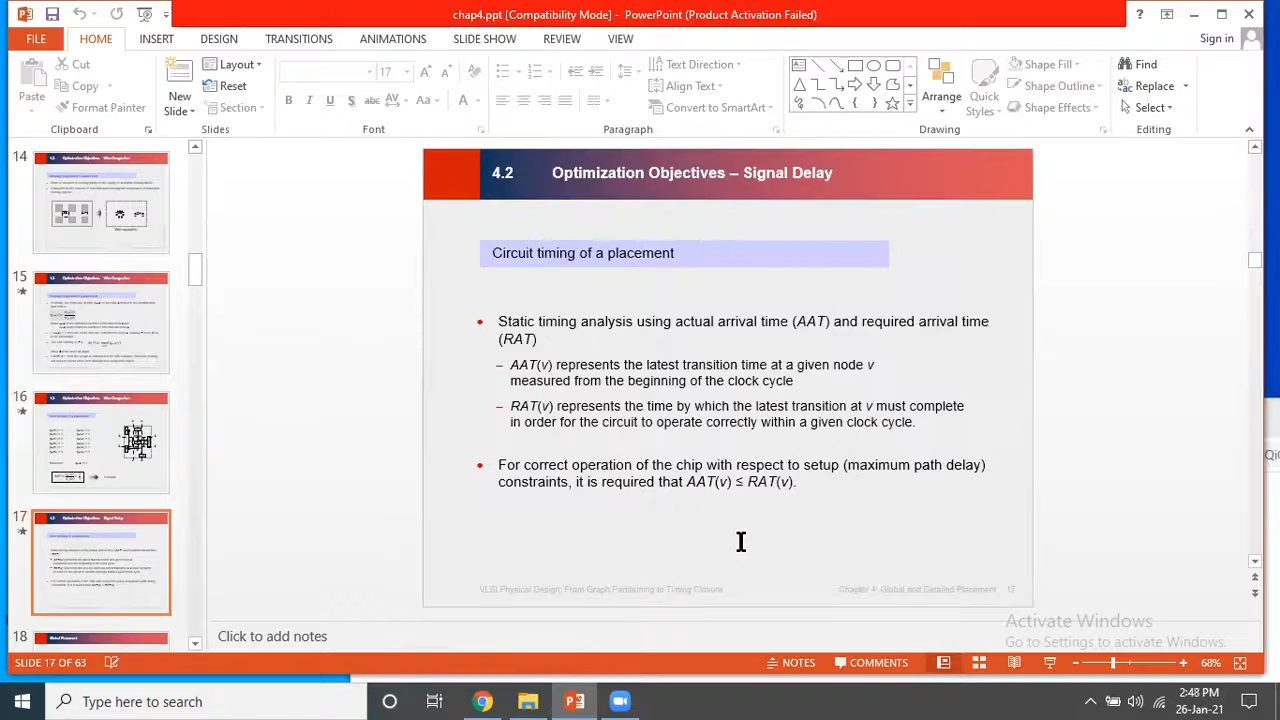 chap4.ppt [Compatibility Mode] - PowerPoint (Product Activation Failed)
FILE HOME INSERT DESIGN TRANSITIONS ANIMATIONS SLIDE SHOW REVIEW VIEW Sign in
Paste
Cut
Copy
Format Painter
Clipboard
New Slide
Layout
Reset
Section
Slides
17
Font
Text Direction
Align Text
Convert to SmartArt
Paragraph
Arrange
Quick Styles
Shape Fill
Shape Outline
Shape Effects
Drawing
Find
Replace
Select
Editing
14
15
16
17
18
Global Placement
4.2 Optimization Objectives – Signal Delay
Circuit timing of a placement
• Static timing analysis using actual arrival time (AAT) and required arrival time
(RAT)
– AAT(v) represents the latest transition time at a given node v
measured from the beginning of the clock cycle
RAT(v) represents the time by which the latest transition at v must complete
in order for the circuit to operate correctly within a given clock cycle.
• For correct operation of the chip with respect to setup (maximum path delay)
constraints, it is required that AAT(v) ≤ RAT(v).
VLSI Physical Design: From Graph Partitioning to Timing Closure Chapter 4: Global and Detailed Placement 17
Activate Windows
Go to Settings to activate Windows.
Click to add notes
SLIDE 17 OF 63 NOTES COMMENTS 68%
Type here to search
2:48 PM
26-Jan-21